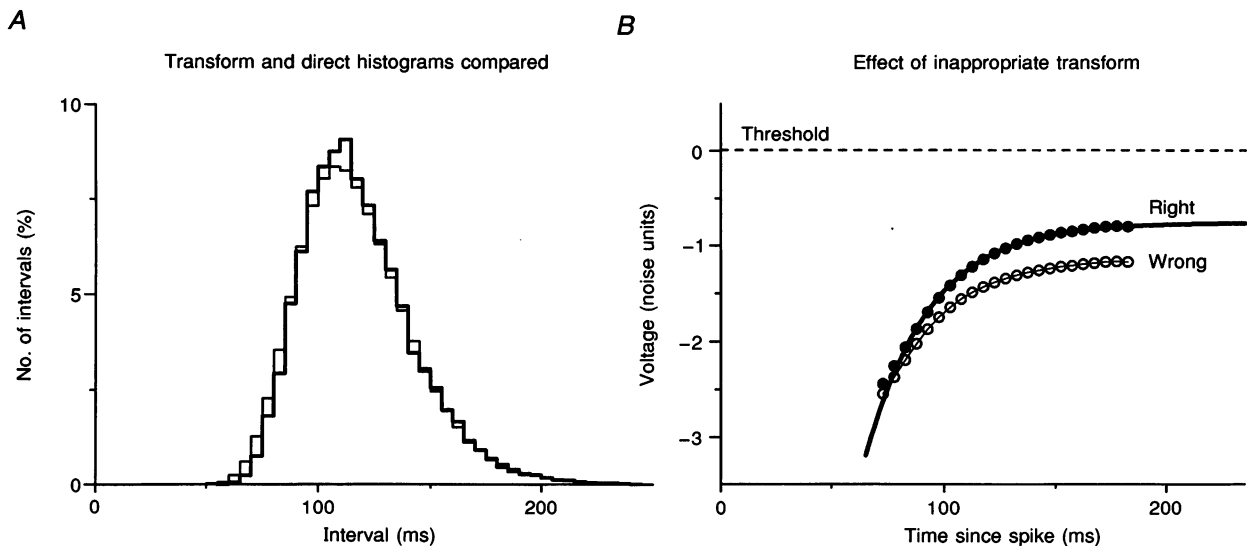 A
Transform and direct histograms compared
10
5
0
No. of intervals (%)
0
100
200
Interval (ms)
B
Effect of inappropriate transform
Threshold
0
−1
−2
−3
Voltage (noise units)
Right
Wrong
0
100
200
Time since spike (ms)